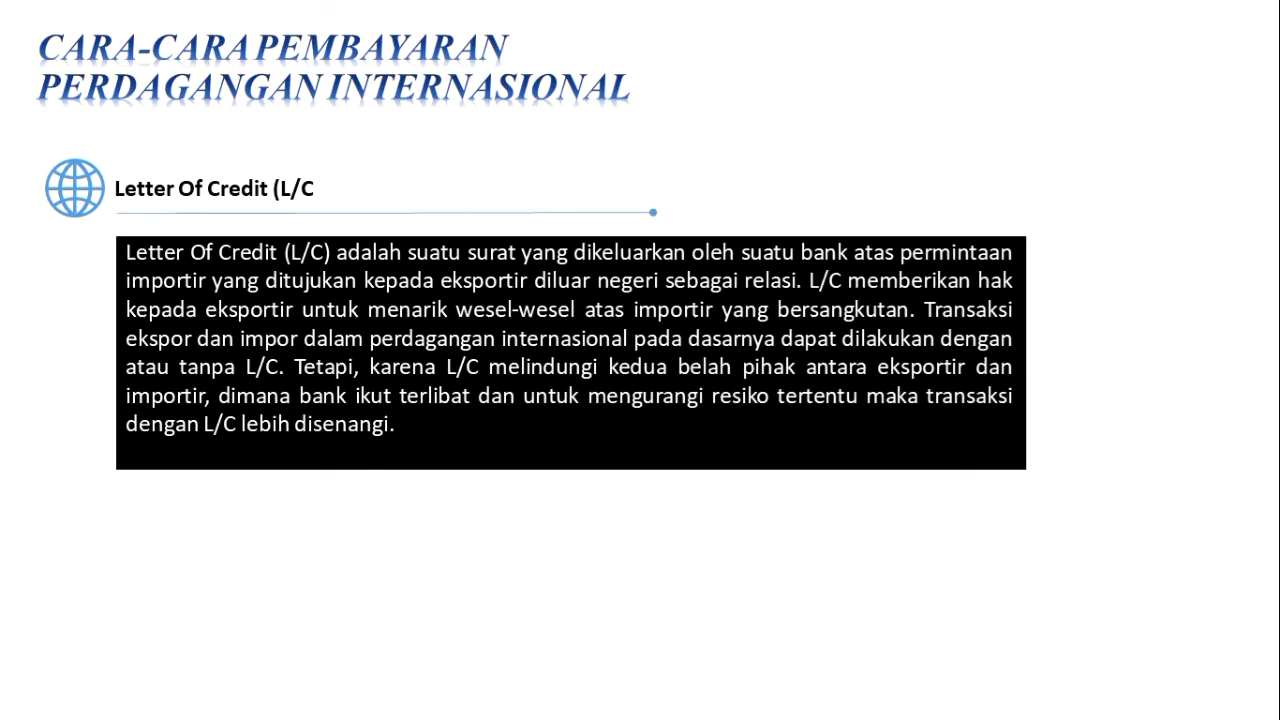 CARA-CARA PEMBAYARAN
PERDAGANGAN INTERNASIONAL
Letter Of Credit (L/C
Letter Of Credit (L/C) adalah suatu surat yang dikeluarkan oleh suatu bank atas permintaan
importir yang ditujukan kepada eksportir diluar negeri sebagai relasi. L/C memberikan hak
kepada eksportir untuk menarik wesel-wesel atas importir yang bersangkutan. Transaksi
ekspor dan impor dalam perdagangan internasional pada dasarnya dapat dilakukan dengan
atau tanpa L/C. Tetapi, karena L/C melindungi kedua belah pihak antara eksportir dan
importir, dimana bank ikut terlibat dan untuk mengurangi resiko tertentu maka transaksi
dengan L/C lebih disenangi.